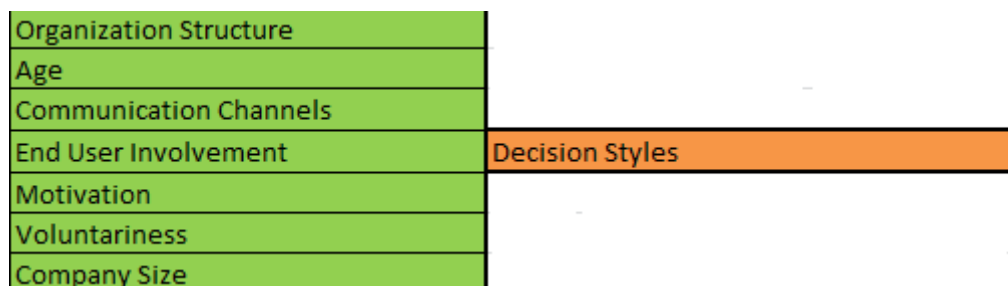 Organization Structure
Age
Communication Channels
End User Involvement
Decision Styles
Motivation
Voluntariness
Company Size